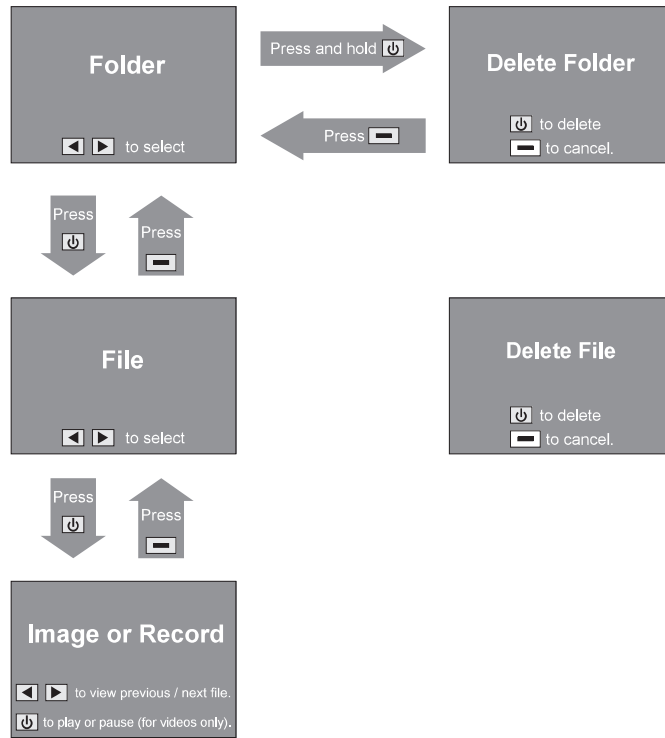 Folder
to select
Press and hold
Press
Delete Folder
to delete
to cancel.
Press
Press
File
to select
Delete File
to delete
to cancel.
Press
Press
Image or Record
to view previous / next file.
to play or pause (for videos only).